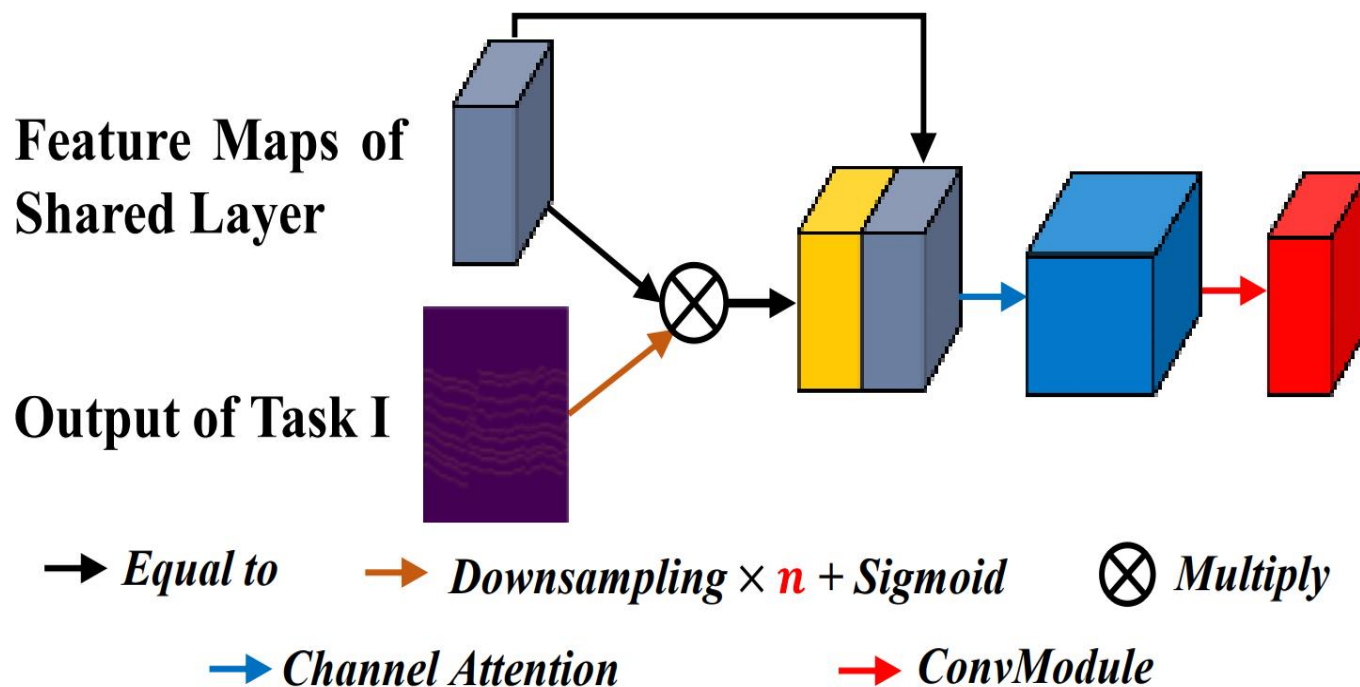 Feature Maps of
Shared Layer
Output of Task I
Equal to
Downsampling × n + Sigmoid
Multiply
Channel Attention
ConvModule